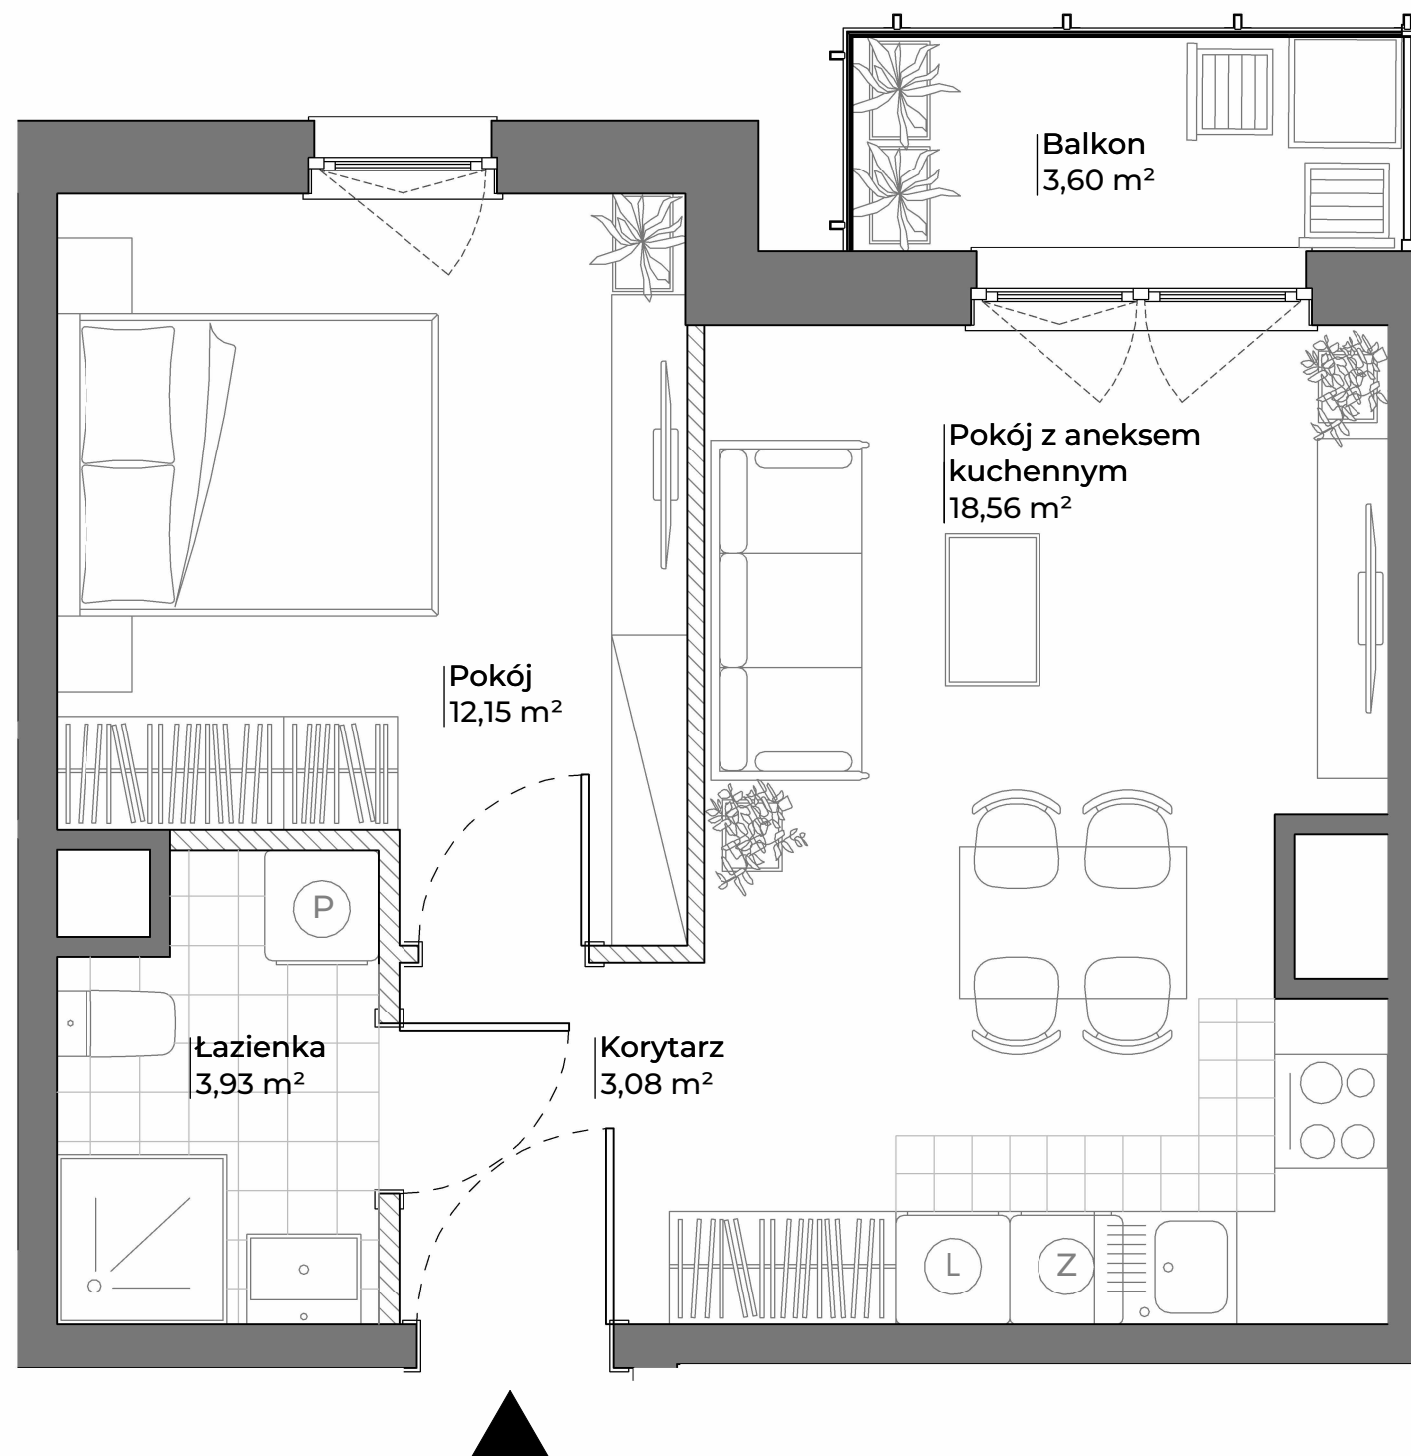 Balkon
3,60 m²
Pokój z aneksem
kuchennym
18,56 m²
Pokój
12,15 m²
P
Łazienka
3,93 m²
Korytarz
3,08 m²
L
Z